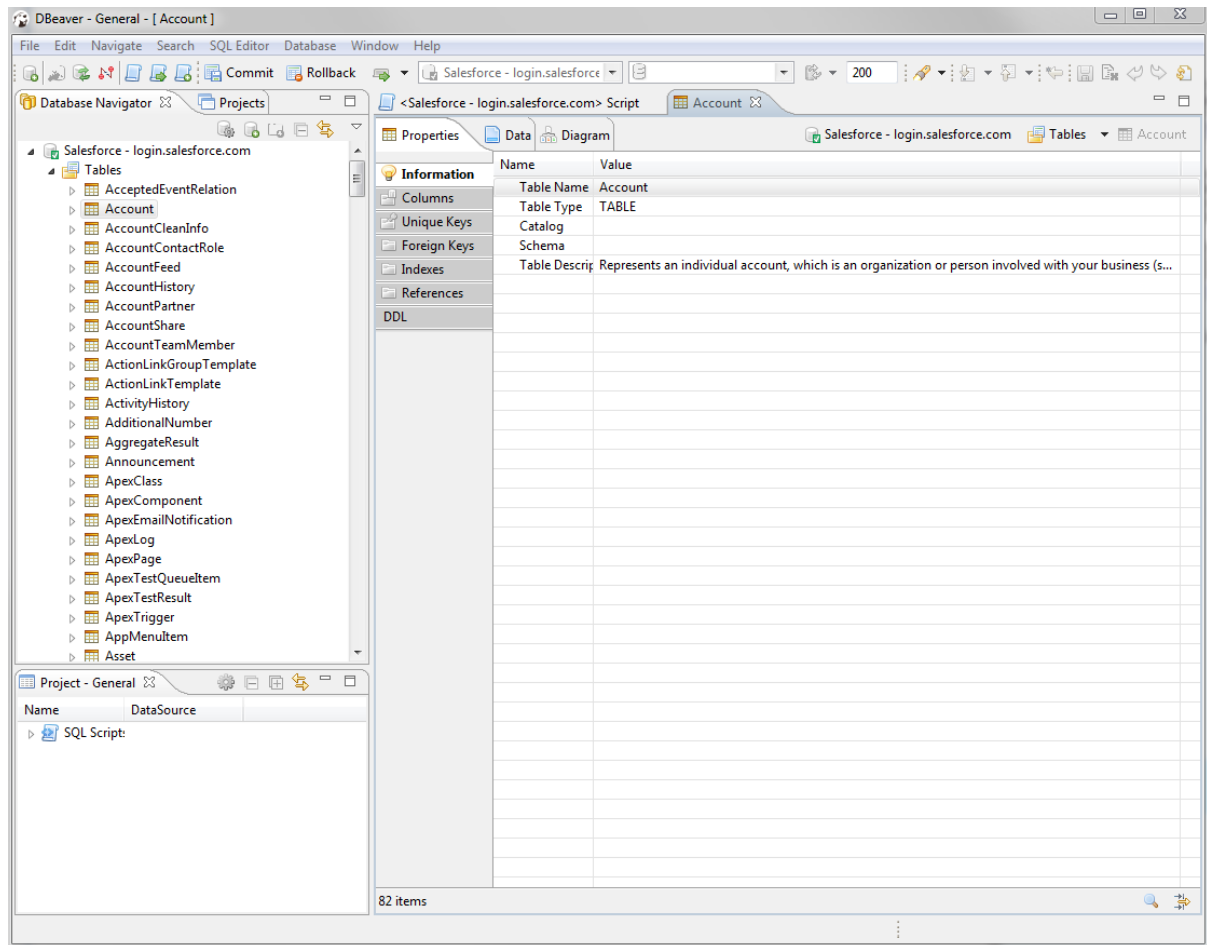 DBeaver - General - [ Account ]
File Edit Navigate Search SQL Editor Database Window Help
Commit Rollback Salesforce - login.salesforce 200
Database Navigator Projects
<Salesforce - login.salesforce.com> Script Account
Properties Data Diagram Salesforce - login.salesforce.com Tables Account
Salesforce - login.salesforce.com
Tables
AcceptedEventRelation
Account
AccountCleanInfo
AccountContactRole
AccountFeed
AccountHistory
AccountPartner
AccountShare
AccountTeamMember
ActionLinkGroupTemplate
ActionLinkTemplate
ActivityHistory
AdditionalNumber
AggregateResult
Announcement
ApexClass
ApexComponent
ApexEmailNotification
ApexLog
ApexPage
ApexTestQueueItem
ApexTestResult
ApexTrigger
AppMenuItem
Asset
Information
Columns
Unique Keys
Foreign Keys
Indexes
References
DDL
Name Value
Table Name Account
Table Type TABLE
Catalog
Schema
Table Descrip Represents an individual account, which is an organization or person involved with your business (s...
82 items
Project - General
Name DataSource
SQL Scripts